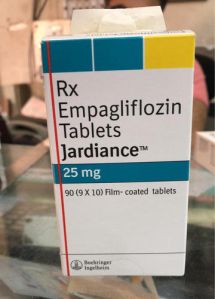 Rx
Empagliflozin
Tablets
Jardiance™
25 mg
90 (9 X 10) Film- coated tablets
Boehringer
Ingelheim